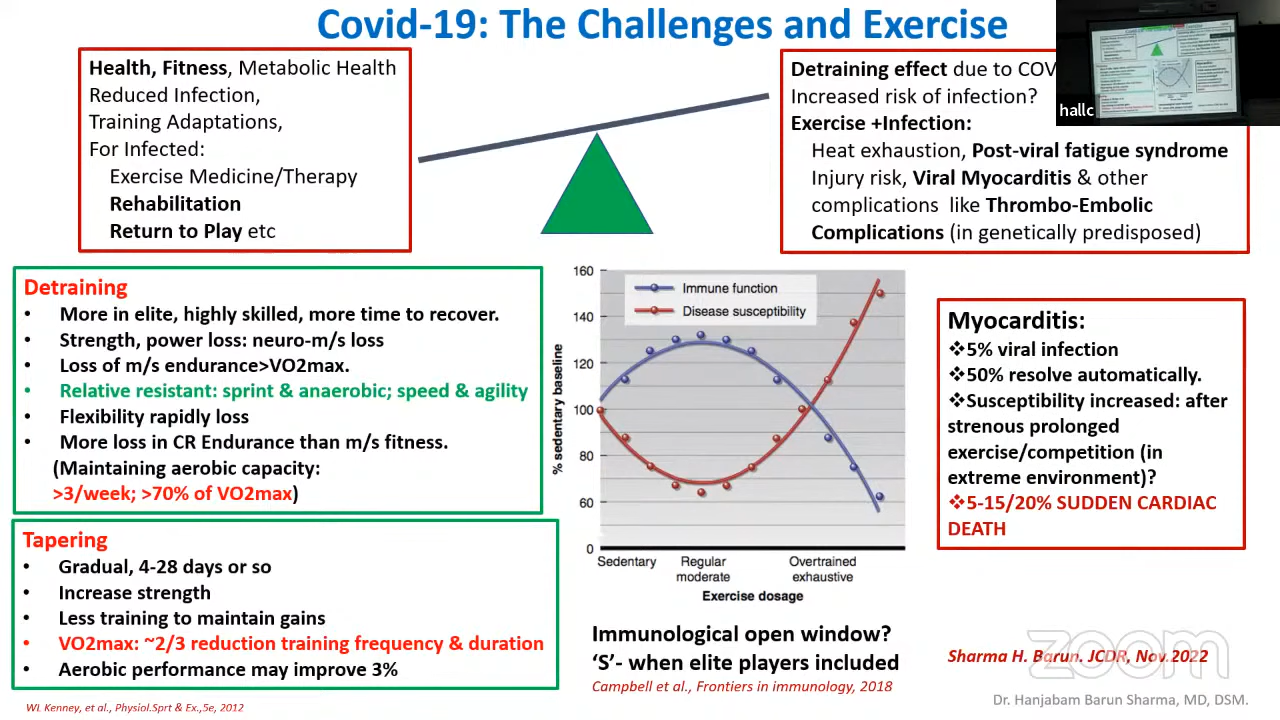 Covid-19: The Challenges and Exercise
Health, Fitness, Metabolic Health
Reduced Infection,
Training Adaptations,
For Infected:
Exercise Medicine/Therapy
Rehabilitation
Return to Play etc
Detraining effect due to COV
Increased risk of infection?
Exercise +Infection:
Heat exhaustion, Post-viral fatigue syndrome
Injury risk, Viral Myocarditis & other
complications like Thrombo-Embolic
Complications (in genetically predisposed)
hallc
Detraining
• More in elite, highly skilled, more time to recover.
• Strength, power loss: neuro-m/s loss
• Loss of m/s endurance>VO2max.
• Relative resistant: sprint & anaerobic; speed & agility
• Flexibility rapidly loss
• More loss in CR Endurance than m/s fitness.
(Maintaining aerobic capacity:
>3/week; >70% of VO2max)
Tapering
• Gradual, 4-28 days or so
• Increase strength
• Less training to maintain gains
• VO2max: ~2/3 reduction training frequency & duration
• Aerobic performance may improve 3%
WL Kenney, et al., Physiol.Sprt & Ex.,5e, 2012
% sedentary baseline
160
140
120
100
80
60
0
Immune function
Disease susceptibility
Sedentary
Regular
moderate
Overtrained
exhaustive
Exercise dosage
Immunological open window?
‘S’- when elite players included
Campbell et al., Frontiers in immunology, 2018
Myocarditis:
❖5% viral infection
❖50% resolve automatically.
❖Susceptibility increased: after
strenous prolonged
exercise/competition (in
extreme environment)?
❖5-15/20% SUDDEN CARDIAC
DEATH
zoom
Sharma H. Barun. JCDR, Nov.2022
Dr. Hanjabam Barun Sharma, MD, DSM.